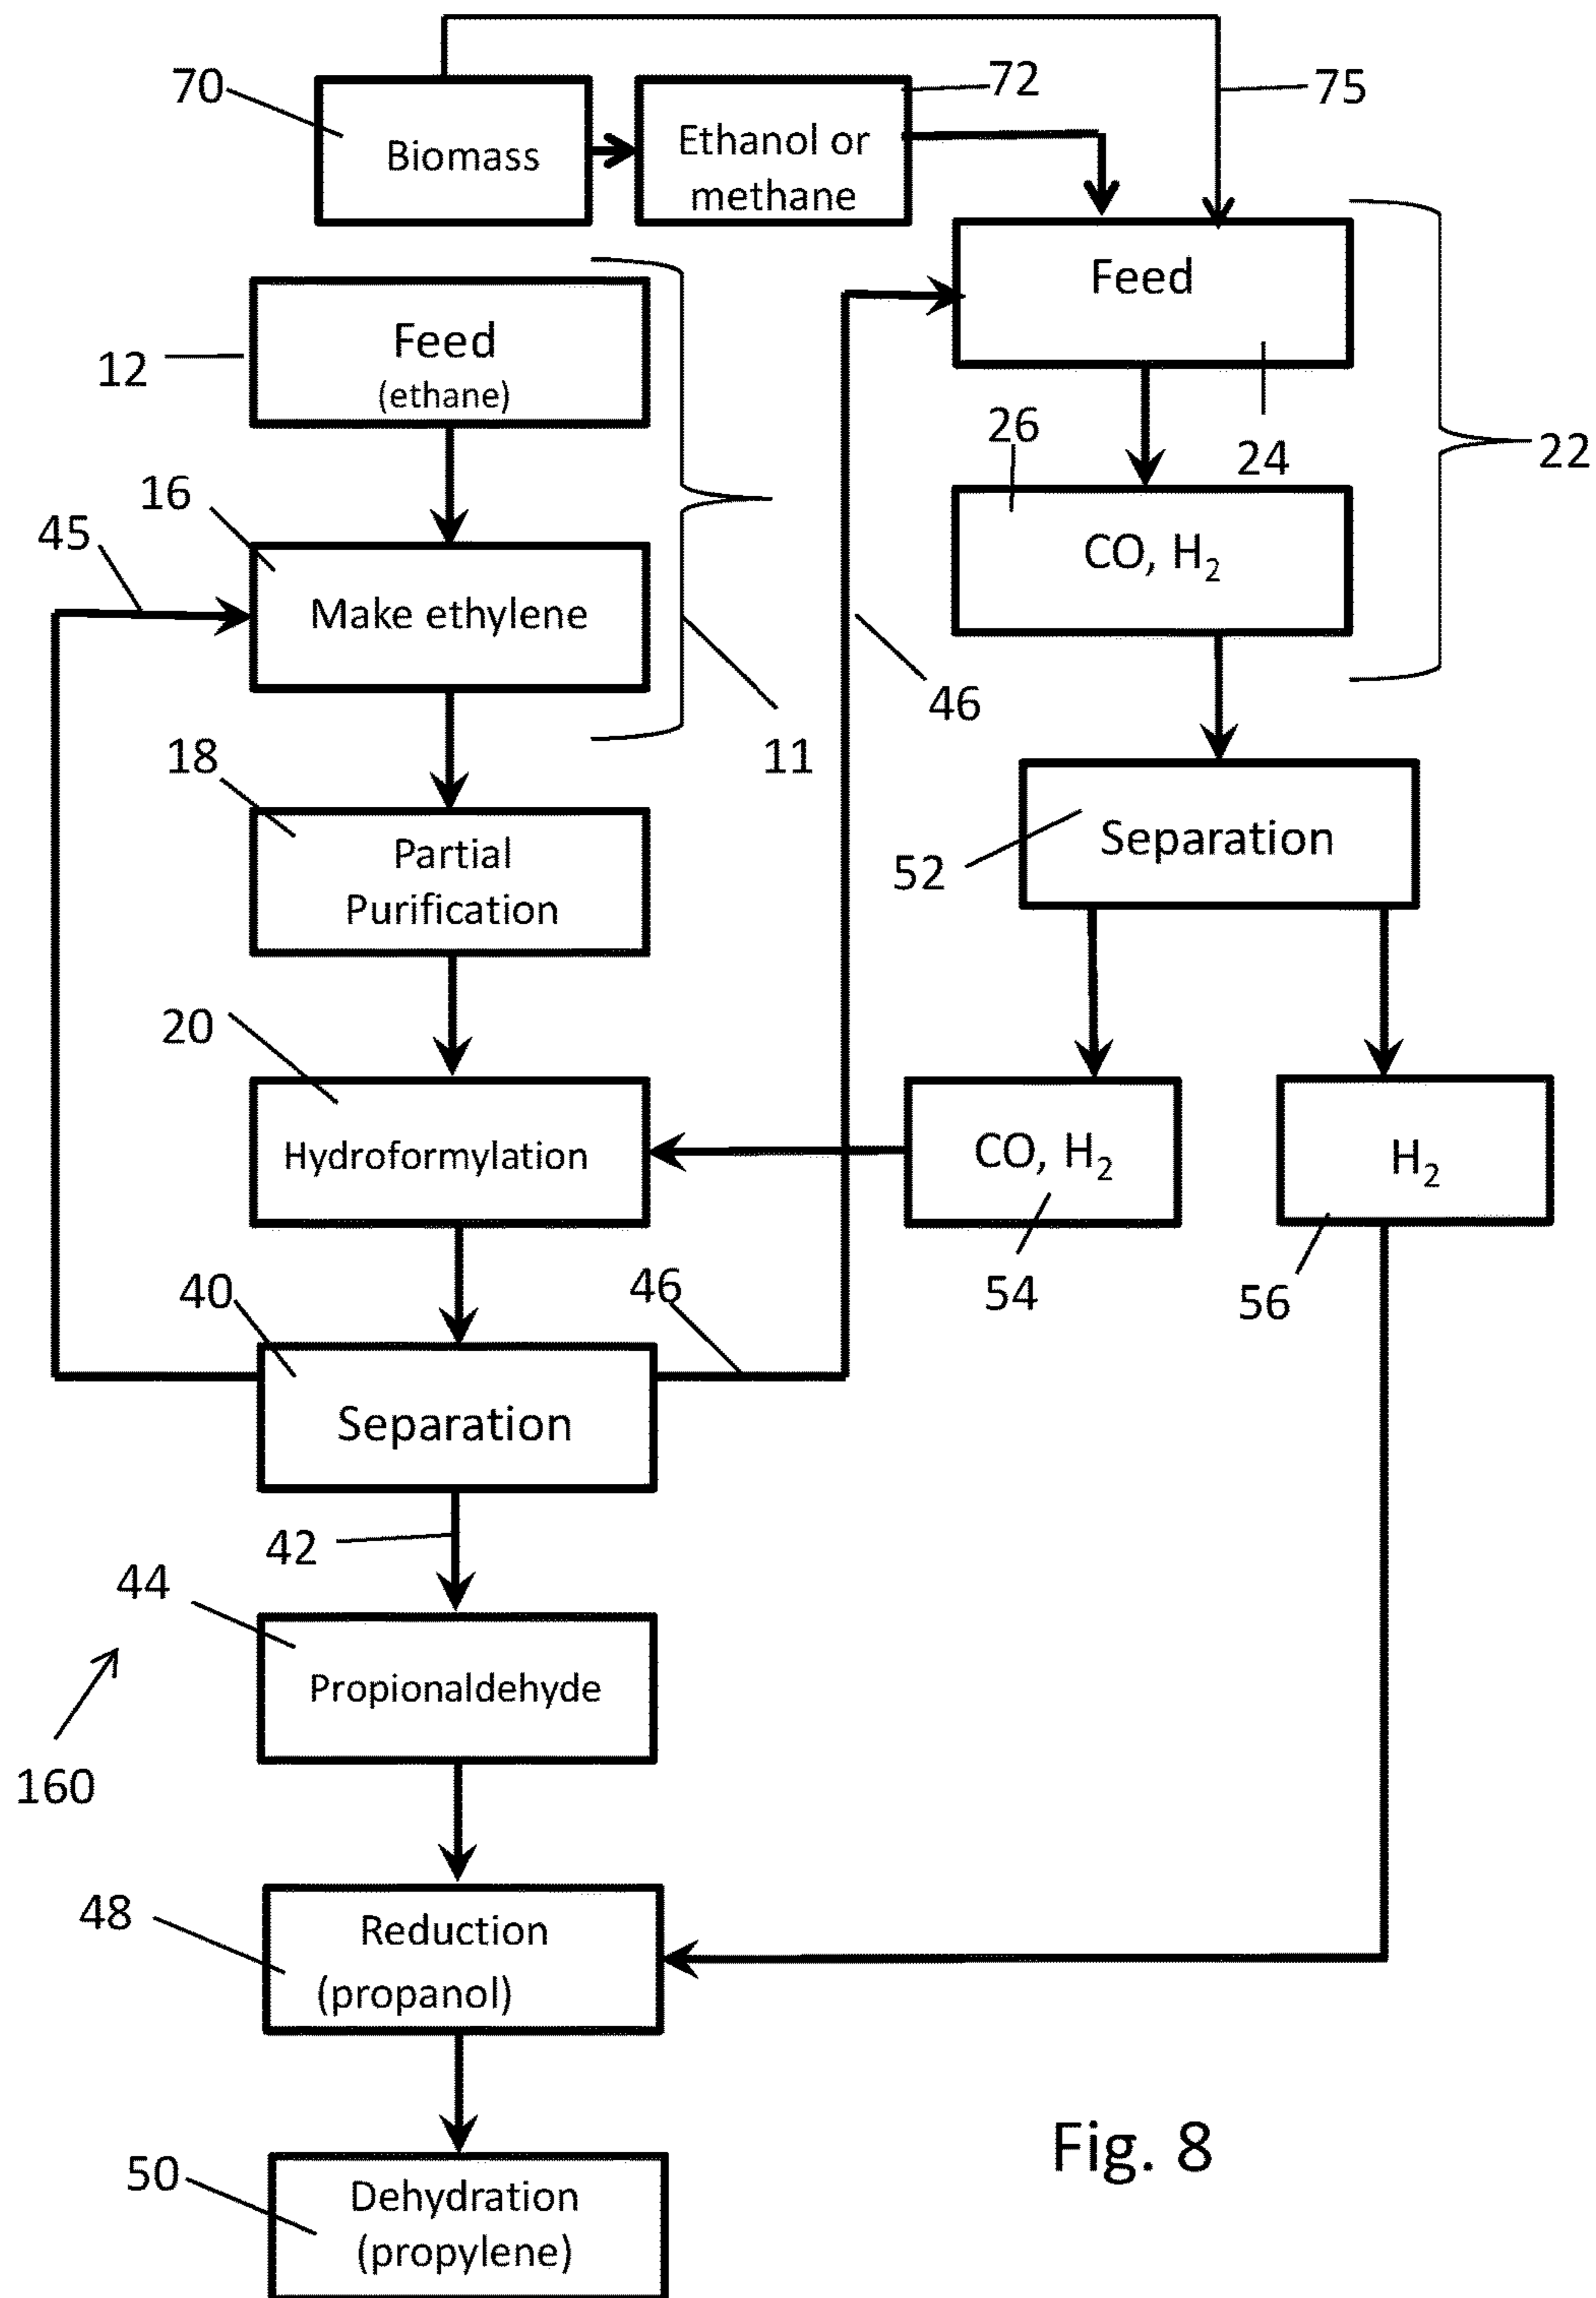 70
Biomass
Ethanol or
methane
72
75
Feed
(ethane)
12
Feed
24
22
16
45
Make ethylene
26
CO, H₂
46
11
18
Partial
Purification
52
Separation
20
Hydroformylation
CO, H₂
54
H₂
56
40
46
Separation
42
44
Propionaldehyde
160
48
Reduction
(propanol)
50
Dehydration
(propylene)
Fig. 8